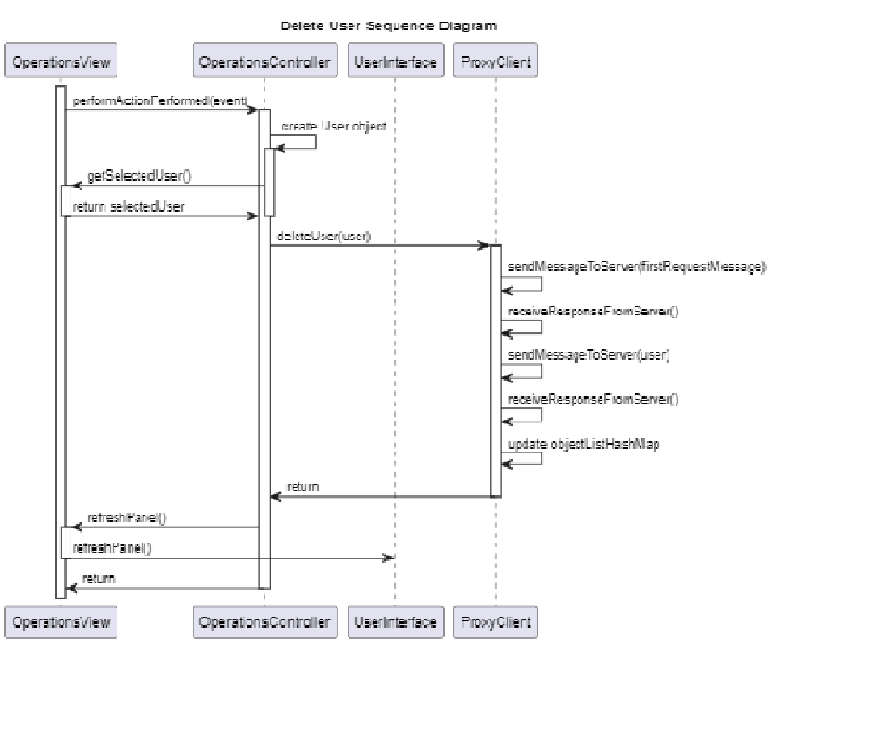 Delete User Sequence Diagram
OperationsView OperationsController UserInterface ProxyClient
performActionPerformed(event)
create User object
getSelectedUser()
return selectedUser
deleteUser(user)
sendMessageToServer(firstRequestMessage)
receiveResponseFromServer()
sendMessageToServer(user)
receiveResponseFromServer()
update objectListHashMap
return
refreshPanel()
refreshPanel()
return
OperationsView OperationsController UserInterface ProxyClient